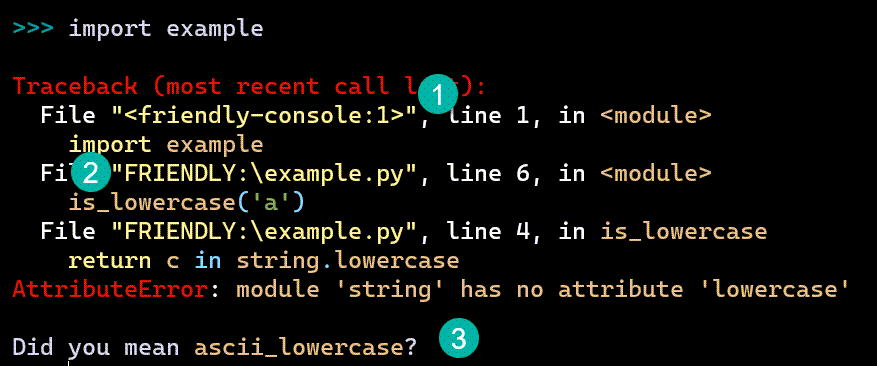 >>> import example
Traceback (most recent call l t):
1
File "<friendly-console:1>", line 1, in <module>
import example
Fi "FRIENDLY:\example.py", line 6, in <module>
2
is_lowercase('a')
File "FRIENDLY:\example.py", line 4, in is_lowercase
return c in string.lowercase
AttributeError: module 'string' has no attribute 'lowercase'
Did you mean ascii_lowercase?
3